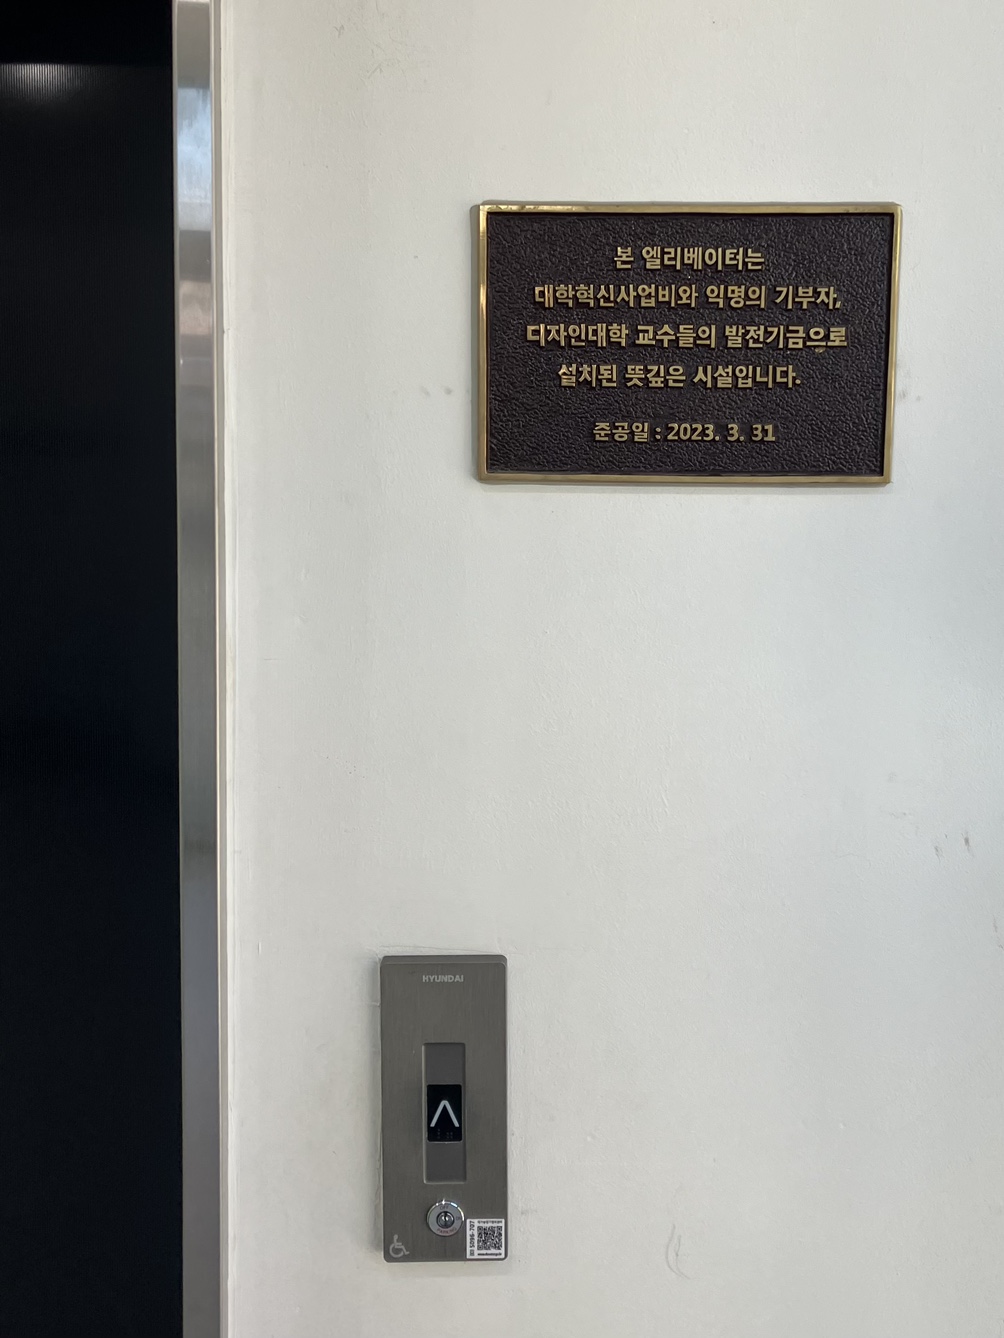 본 엘리베이터는
대학혁신사업비와 익명의 기부자,
디자인대학 교수들의 발전기금으로
설치된 뜻깊은 시설입니다.
준공일 : 2023. 3. 31
HYUNDAI